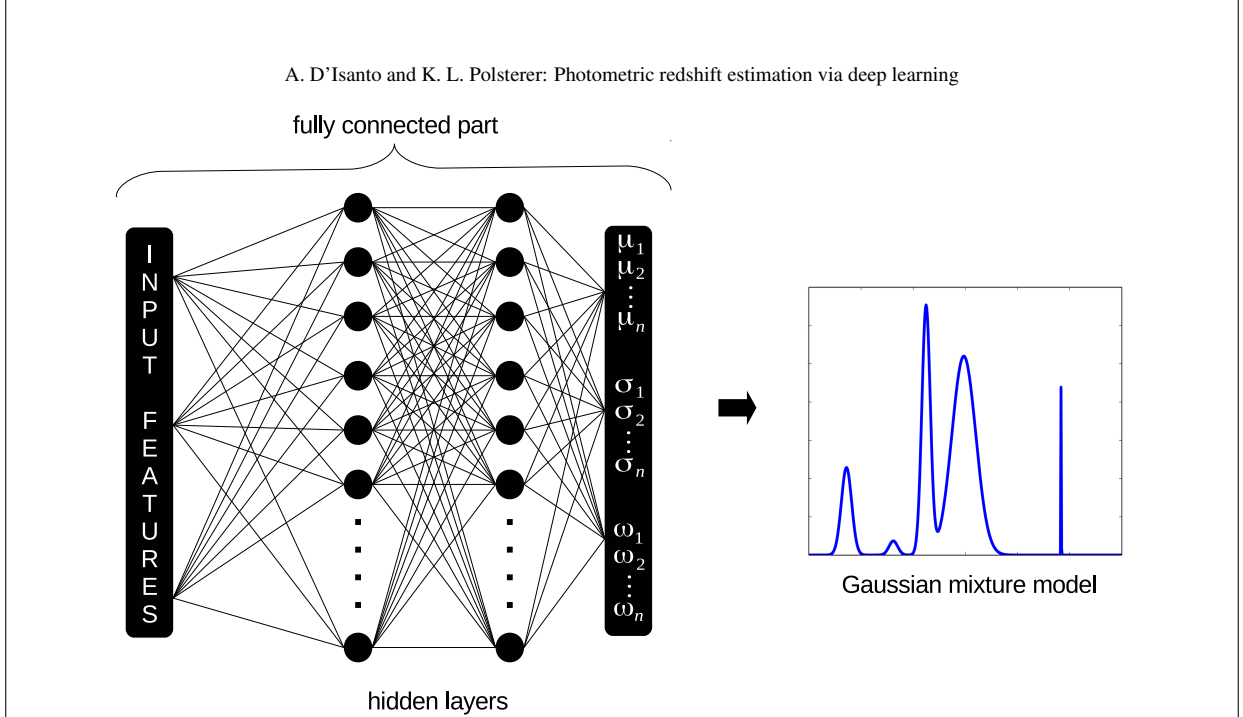 A. D'Isanto and K. L. Polsterer: Photometric redshift estimation via deep learning
fully connected part
INPUT FEATURES
μ1
μ2
μn
σ1
σ2
σn
ω1
ω2
ωn
Gaussian mixture model
hidden layers